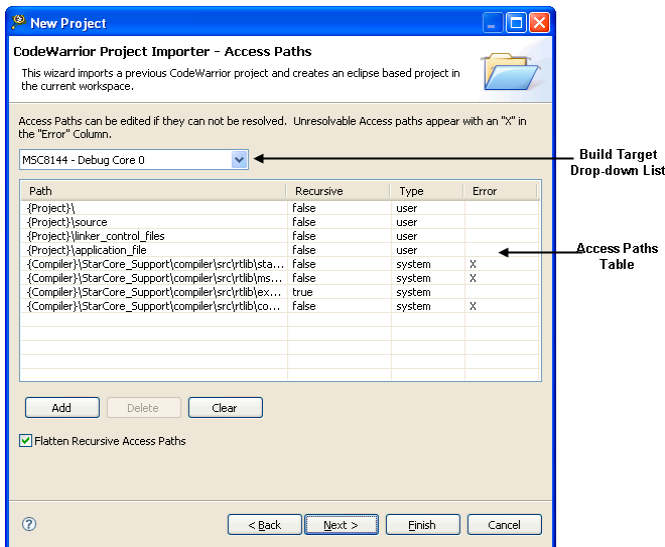 New Project
CodeWarrior Project Importer - Access Paths
This wizard imports a previous CodeWarrior project and creates an eclipse based project in
the current workspace.
Access Paths can be edited if they can not be resolved.  Unresolvable Access paths appear with an "X" in
the "Error" Column.
MSC8144 - Debug Core 0
Build Target
Drop-down List
Path Recursive Type Error
{Project}\ false user
{Project}\source false user
{Project}\linker_control_files false user
{Project}\application_file false user
{Compiler}\StarCore_Support\compiler\src\rtlib\sta... false system X
{Compiler}\StarCore_Support\compiler\src\rtlib\ms... false system X
{Compiler}\StarCore_Support\compiler\src\rtlib\ex... true system
{Compiler}\StarCore_Support\compiler\src\rtlib\co... false system X
Access Paths
Table
Add Delete Clear
Flatten Recursive Access Paths
? < Back Next > Finish Cancel